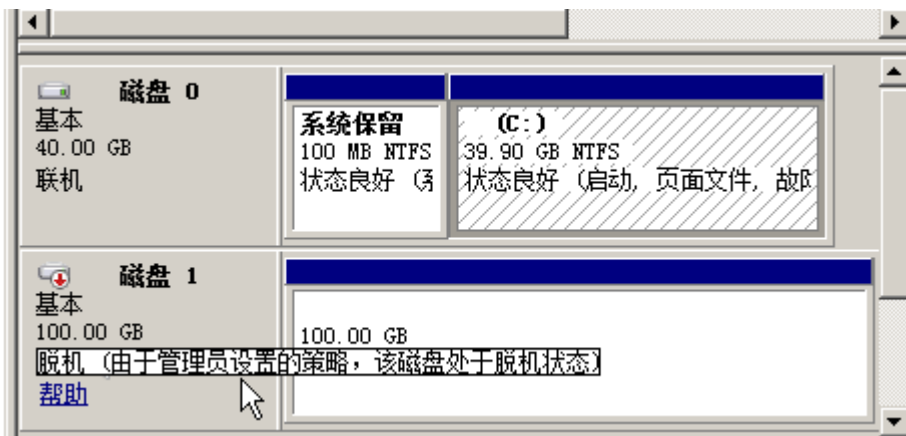 磁盘 0
基本
40.00 GB
联机
系统保留
100 MB NTFS
状态良好 (
(C:)
39.90 GB NTFS
状态良好 (启动, 页面文件,
磁盘 1
基本
100.00 GB
脱机 (由于管理员设置的策略，该磁盘处于脱机状态)
帮助
100.00 GB